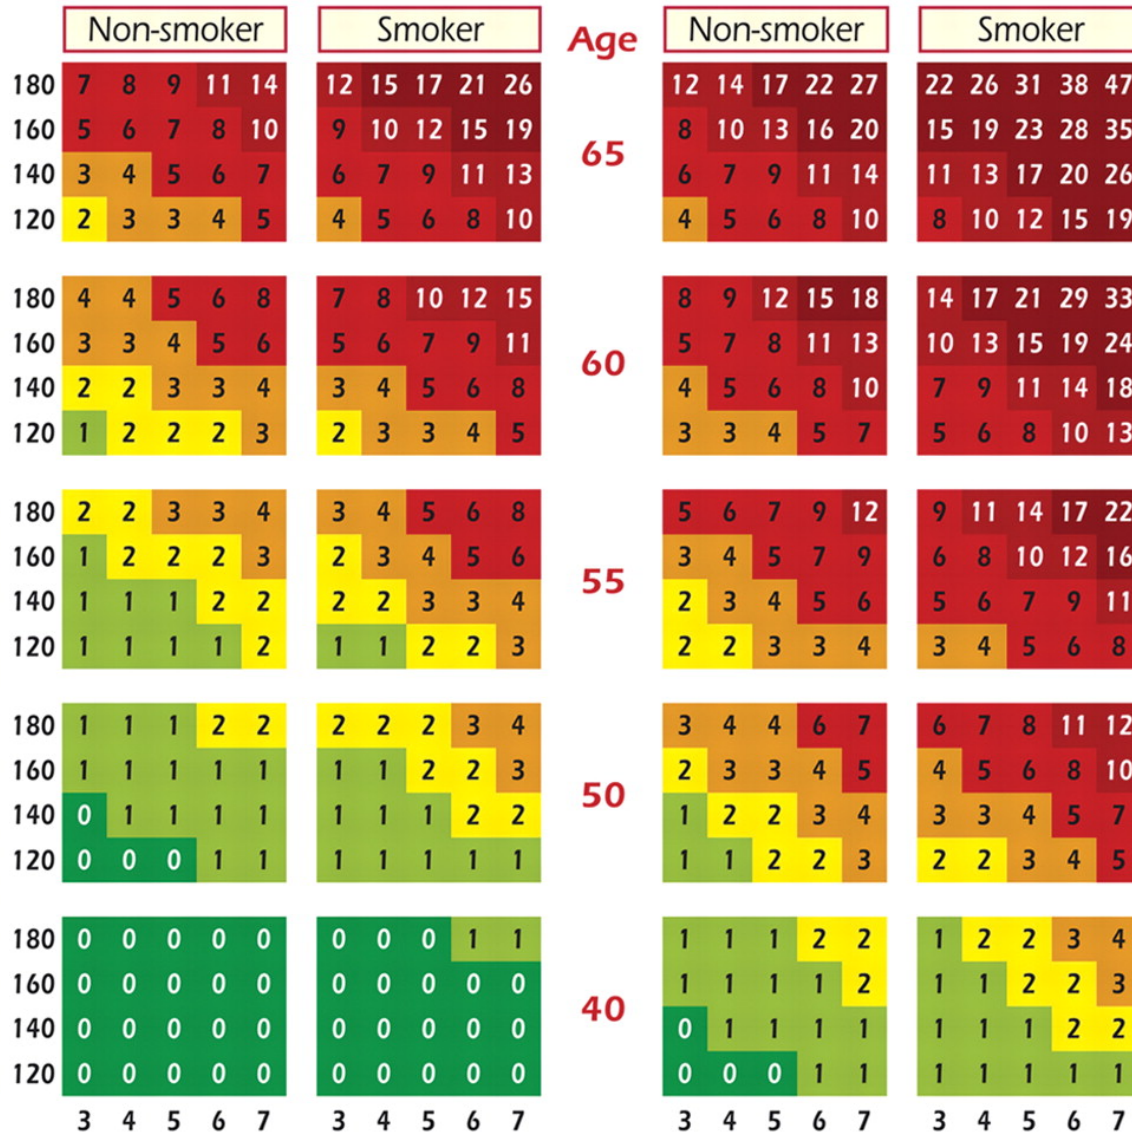 Non-smoker Smoker Age Non-smoker Smoker
180 7 8 9 11 14 12 15 17 21 26 12 14 17 22 27 22 26 31 38 47
160 5 6 7 8 10 9 10 12 15 19 8 10 13 16 20 15 19 23 28 35
65
140 3 4 5 6 7 6 7 9 11 13 6 7 9 11 14 11 13 17 20 26
120 2 3 3 4 5 4 5 6 8 10 4 5 6 8 10 8 10 12 15 19
180 4 4 5 6 8 7 8 10 12 15 8 9 12 15 18 14 17 21 29 33
160 3 3 4 5 6 5 6 7 9 11 5 7 8 11 13 10 13 15 19 24
60
140 2 2 3 3 4 3 4 5 6 8 4 5 6 8 10 7 9 11 14 18
120 1 2 2 2 3 2 3 3 4 5 3 3 4 5 7 5 6 8 10 13
180 2 2 3 3 4 3 4 5 6 8 5 6 7 9 12 9 11 14 17 22
160 1 2 2 2 3 2 3 4 5 6 3 4 5 7 9 6 8 10 12 16
55
140 1 1 1 2 2 2 2 3 3 4 2 3 4 5 6 5 6 7 9 11
120 1 1 1 1 2 1 1 2 2 3 2 2 3 3 4 3 4 5 6 8
180 1 1 1 2 2 2 2 2 3 4 3 4 4 6 7 6 7 8 11 12
160 1 1 1 1 1 1 1 2 2 3 2 3 3 4 5 4 5 6 8 10
50
140 0 1 1 1 1 1 1 1 2 2 1 2 2 3 4 3 3 4 5 7
120 0 0 0 1 1 1 1 1 1 1 1 1 2 2 3 2 2 3 4 5
180 0 0 0 0 0 0 0 0 1 1 1 1 1 2 2 1 2 2 3 4
160 0 0 0 0 0 0 0 0 0 0 1 1 1 1 2 1 1 2 2 3
40
140 0 0 0 0 0 0 0 0 0 0 0 1 1 1 1 1 1 1 2 2
120 0 0 0 0 0 0 0 0 0 0 0 0 0 1 1 1 1 1 1 1
3 4 5 6 7 3 4 5 6 7 3 4 5 6 7 3 4 5 6 7